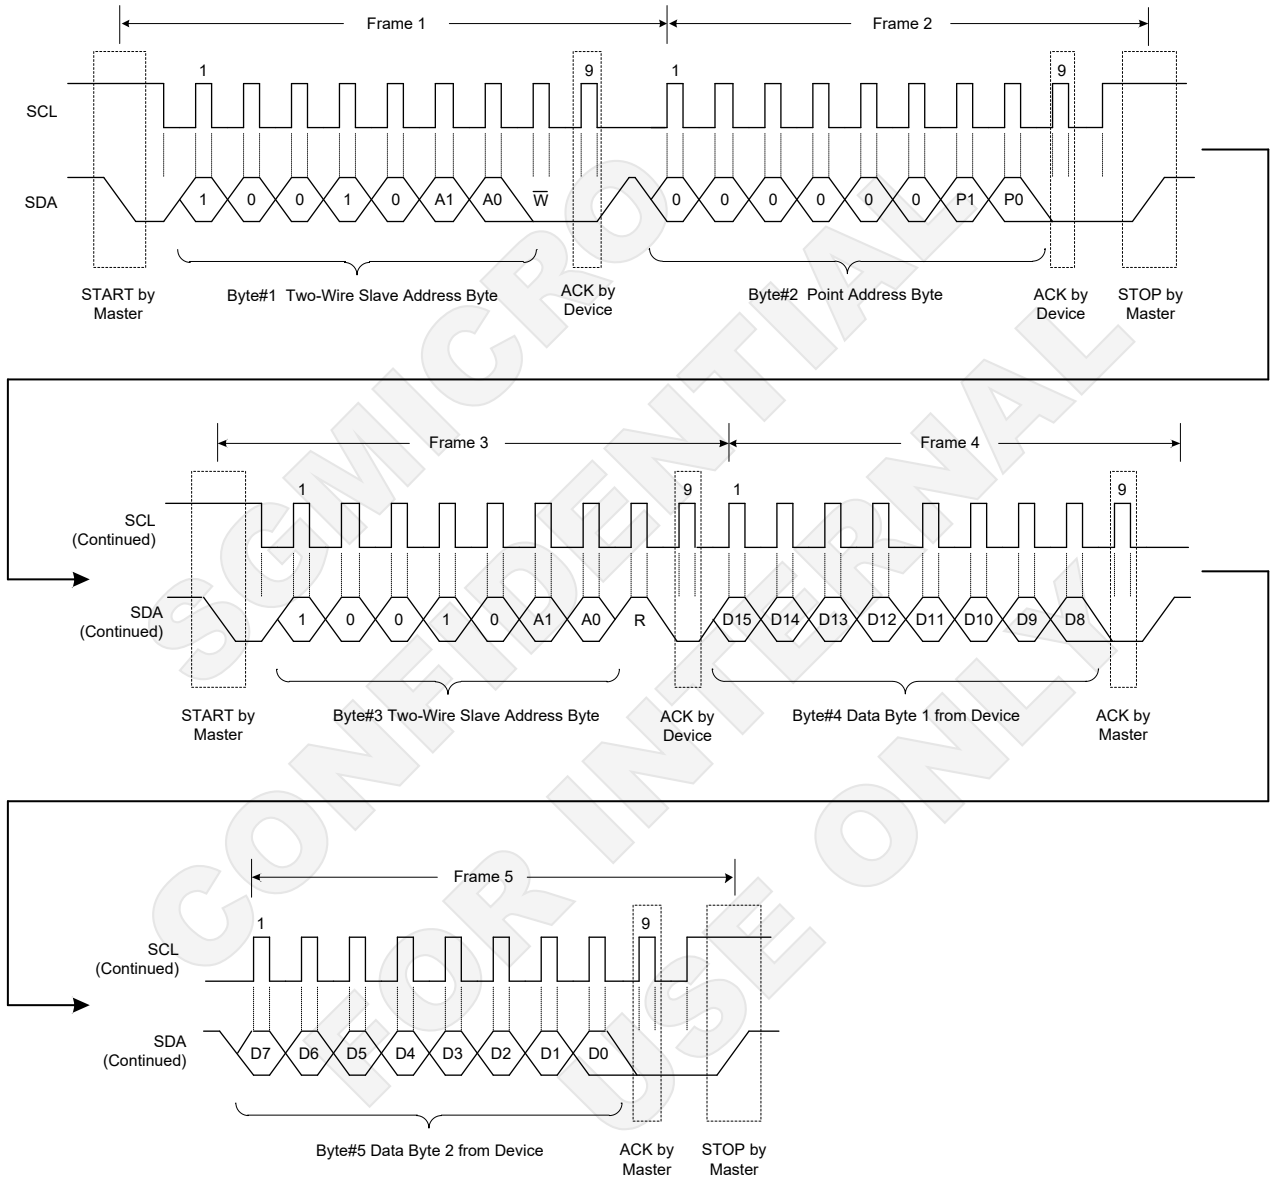 Frame 1 Frame 2
1 9 1 9
SCL
SDA 1 0 0 1 0 A1 A0 W̅ 0 0 0 0 0 0 P1 P0
START by Master
Byte#1 Two-Wire Slave Address Byte
ACK by Device
Byte#2 Point Address Byte
ACK by Device
STOP by Master
Frame 3 Frame 4
1 9 1 9
SCL (Continued)
SDA (Continued) 1 0 0 1 0 A1 A0 R D15 D14 D13 D12 D11 D10 D9 D8
START by Master
Byte#3 Two-Wire Slave Address Byte
ACK by Device
Byte#4 Data Byte 1 from Device
ACK by Master
Frame 5
1 9
SCL (Continued)
SDA (Continued) D7 D6 D5 D4 D3 D2 D1 D0
Byte#5 Data Byte 2 from Device
ACK by Master
STOP by Master
SGMICRO
CONFIDENTIAL
FOR INTERNAL
USE ONLY